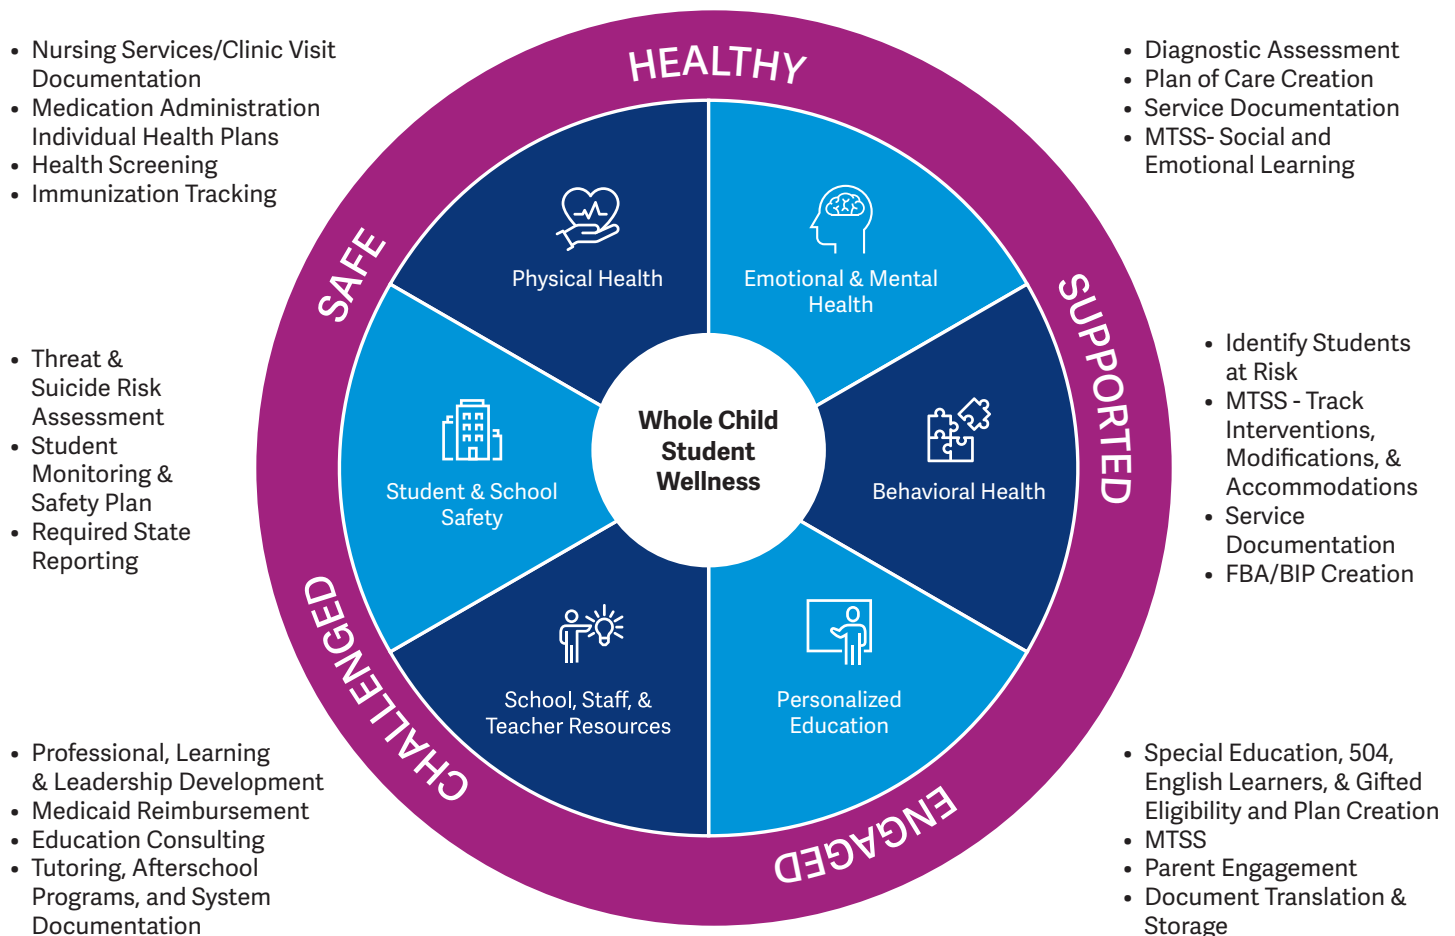 HEALTHY
SUPPORTED
ENGAGED
CHALLENGED
SAFE
Whole Child
Student
Wellness
Physical Health
Emotional & Mental
Health
Behavioral Health
Personalized
Education
School, Staff, &
Teacher Resources
Student & School
Safety
• Nursing Services/Clinic Visit
Documentation
• Medication Administration
Individual Health Plans
• Health Screening
• Immunization Tracking
• Diagnostic Assessment
• Plan of Care Creation
• Service Documentation
• MTSS- Social and
Emotional Learning
• Threat &
Suicide Risk
Assessment
• Student
Monitoring &
Safety Plan
• Required State
Reporting
• Identify Students
at Risk
• MTSS - Track
Interventions,
Modifications, &
Accommodations
• Service
Documentation
• FBA/BIP Creation
• Professional, Learning
& Leadership Development
• Medicaid Reimbursement
• Education Consulting
• Tutoring, Afterschool
Programs, and System
Documentation
• Special Education, 504,
English Learners, & Gifted
Eligibility and Plan Creation
• MTSS
• Parent Engagement
• Document Translation &
Storage